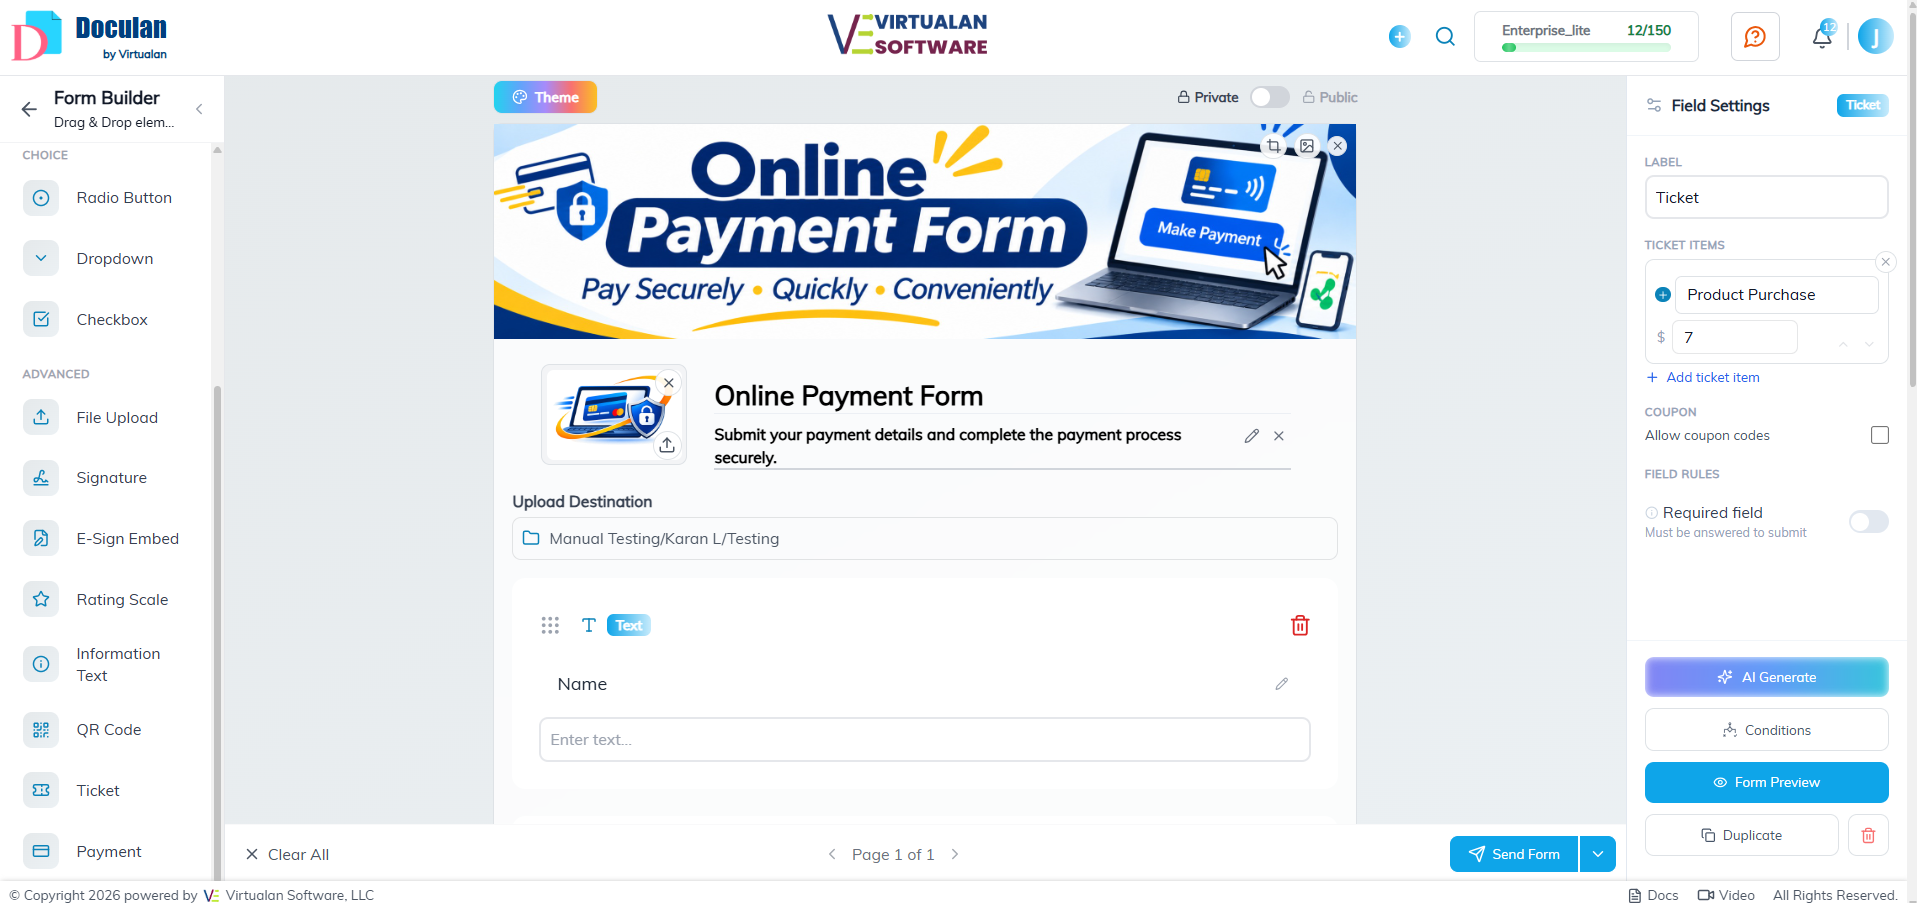 Doculan
by Virtualan
VIRTUALAN
SOFTWARE
Enterprise_lite 12/150
12
J
Form Builder
Drag & Drop elem...
CHOICE
Radio Button
Dropdown
Checkbox
ADVANCED
File Upload
Signature
E-Sign Embed
Rating Scale
Information
Text
QR Code
Ticket
Payment
Theme
Private
Public
Online
Payment Form
Pay Securely • Quickly • Conveniently
Make Payment
Online Payment Form
Submit your payment details and complete the payment process
securely.
Upload Destination
Manual Testing/Karan L/Testing
Text
Name
Enter text...
Clear All
Page 1 of 1
Send Form
Field Settings
Ticket
LABEL
Ticket
TICKET ITEMS
Product Purchase
$ 7
+ Add ticket item
COUPON
Allow coupon codes
FIELD RULES
Required field
Must be answered to submit
AI Generate
Conditions
Form Preview
Duplicate
© Copyright 2026 powered by VE Virtualan Software, LLC
Docs
Video
All Rights Reserved.